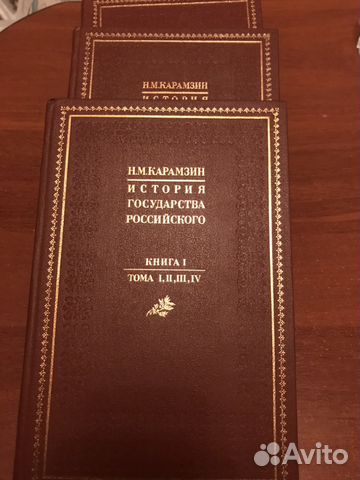 Н.М.КАРАМЗИН
ИСТОРИЯ
Н.М.КАРАМЗИН
ИСТОРИЯ
ГОСУДАРСТВА
РОССИЙСКОГО
КНИГА I
ТОМА I, II, III, IV
Avito